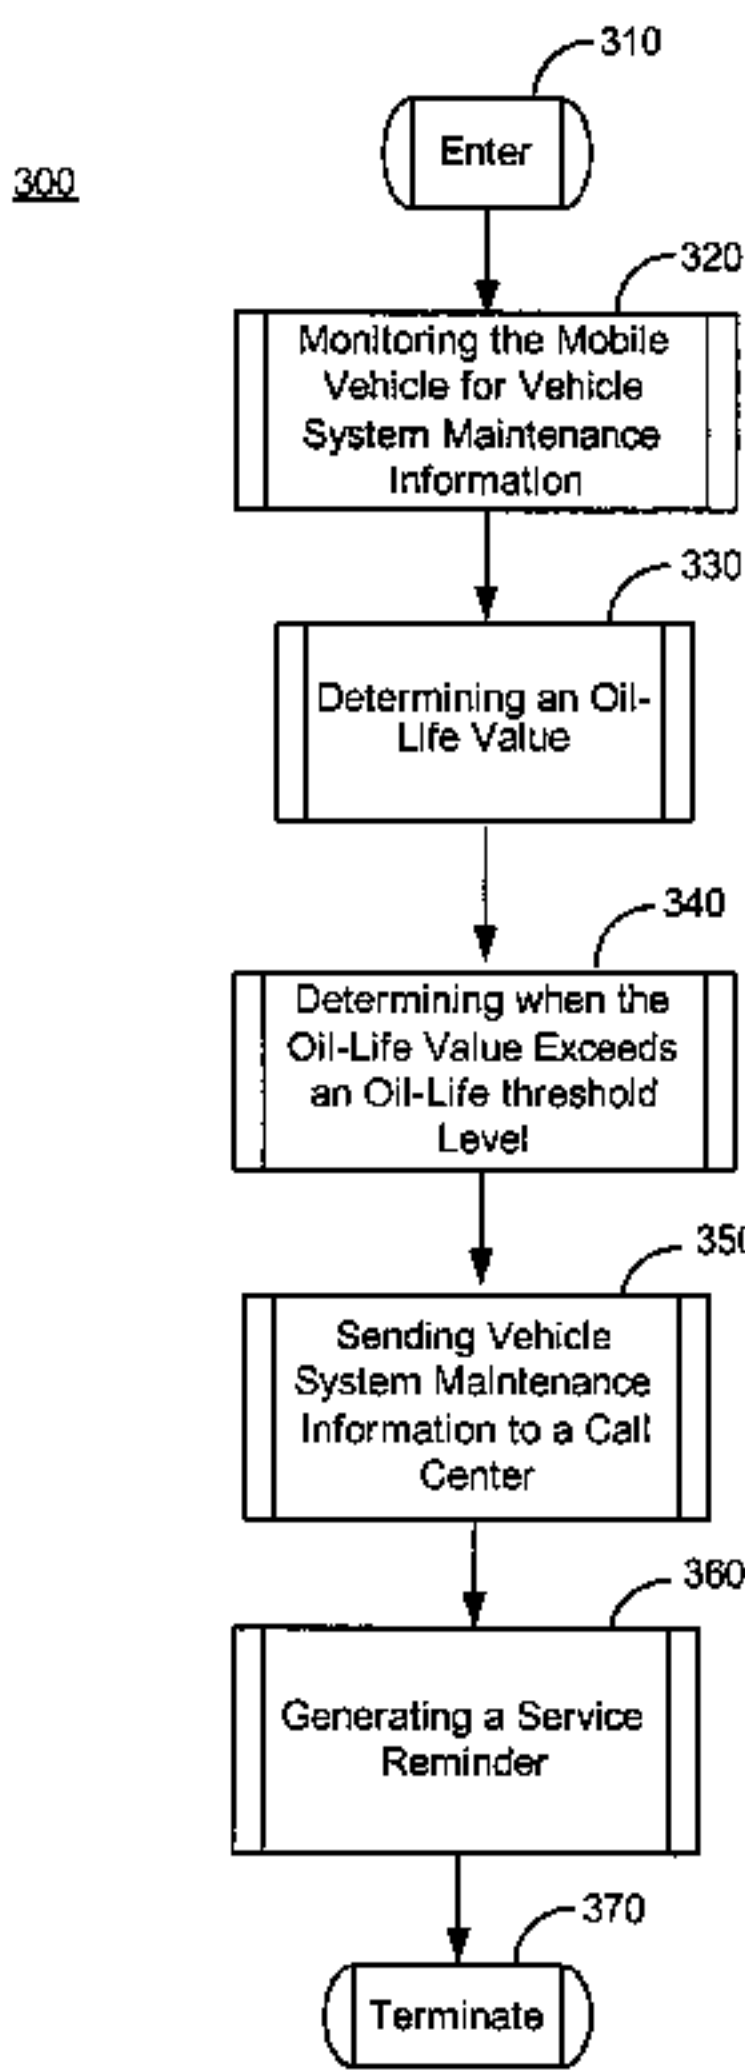 310
Enter
300
320
Monitoring the Mobile
Vehicle for Vehicle
System Maintenance
Information
330
Determining an Oil-
Life Value
340
Determining when the
Oil-Life Value Exceeds
an Oil-Life threshold
Level
350
Sending Vehicle
System Maintenance
Information to a Call
Center
360
Generating a Service
Reminder
370
Terminate